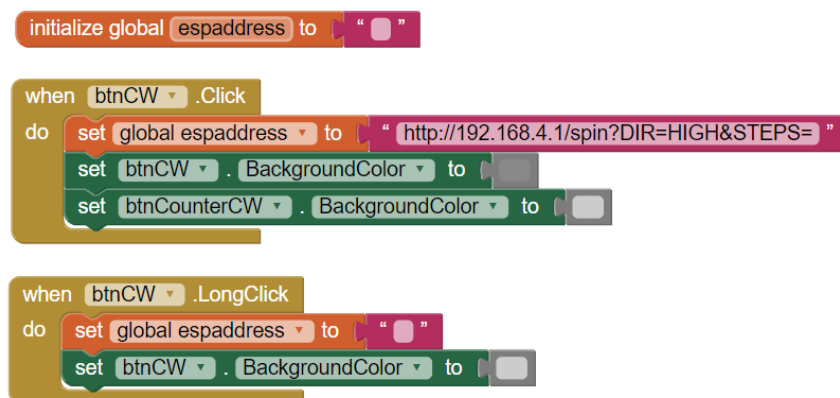 initialize global espaddress to “ ”
when btnCW .Click
do set global espaddress to “ http://192.168.4.1/spin?DIR=HIGH&STEPS= ”
set btnCW . BackgroundColor to
set btnCounterCW . BackgroundColor to
when btnCW .LongClick
do set global espaddress to “ ”
set btnCW . BackgroundColor to